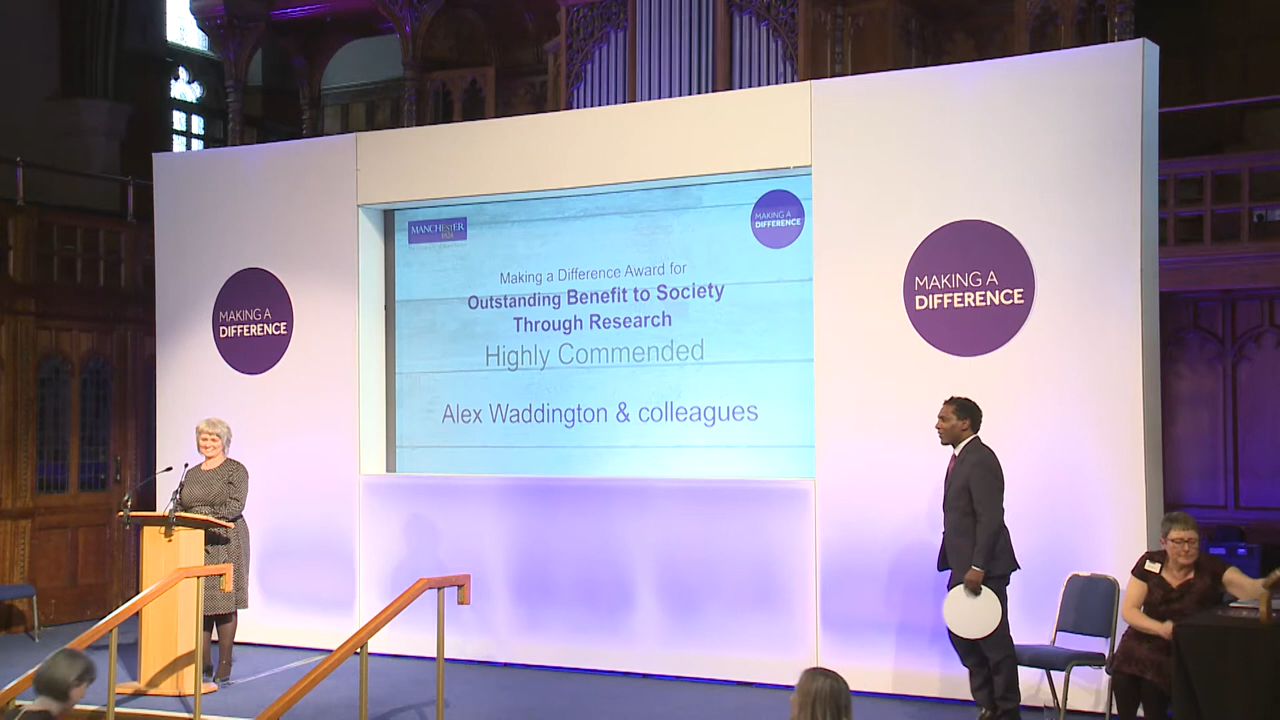 MANCHESTER
1824
MAKING A
DIFFERENCE
Making a Difference Award for
Outstanding Benefit to Society
Through Research
Highly Commended
Alex Waddington & colleagues
MAKING A
DIFFERENCE
MAKING A
DIFFERENCE